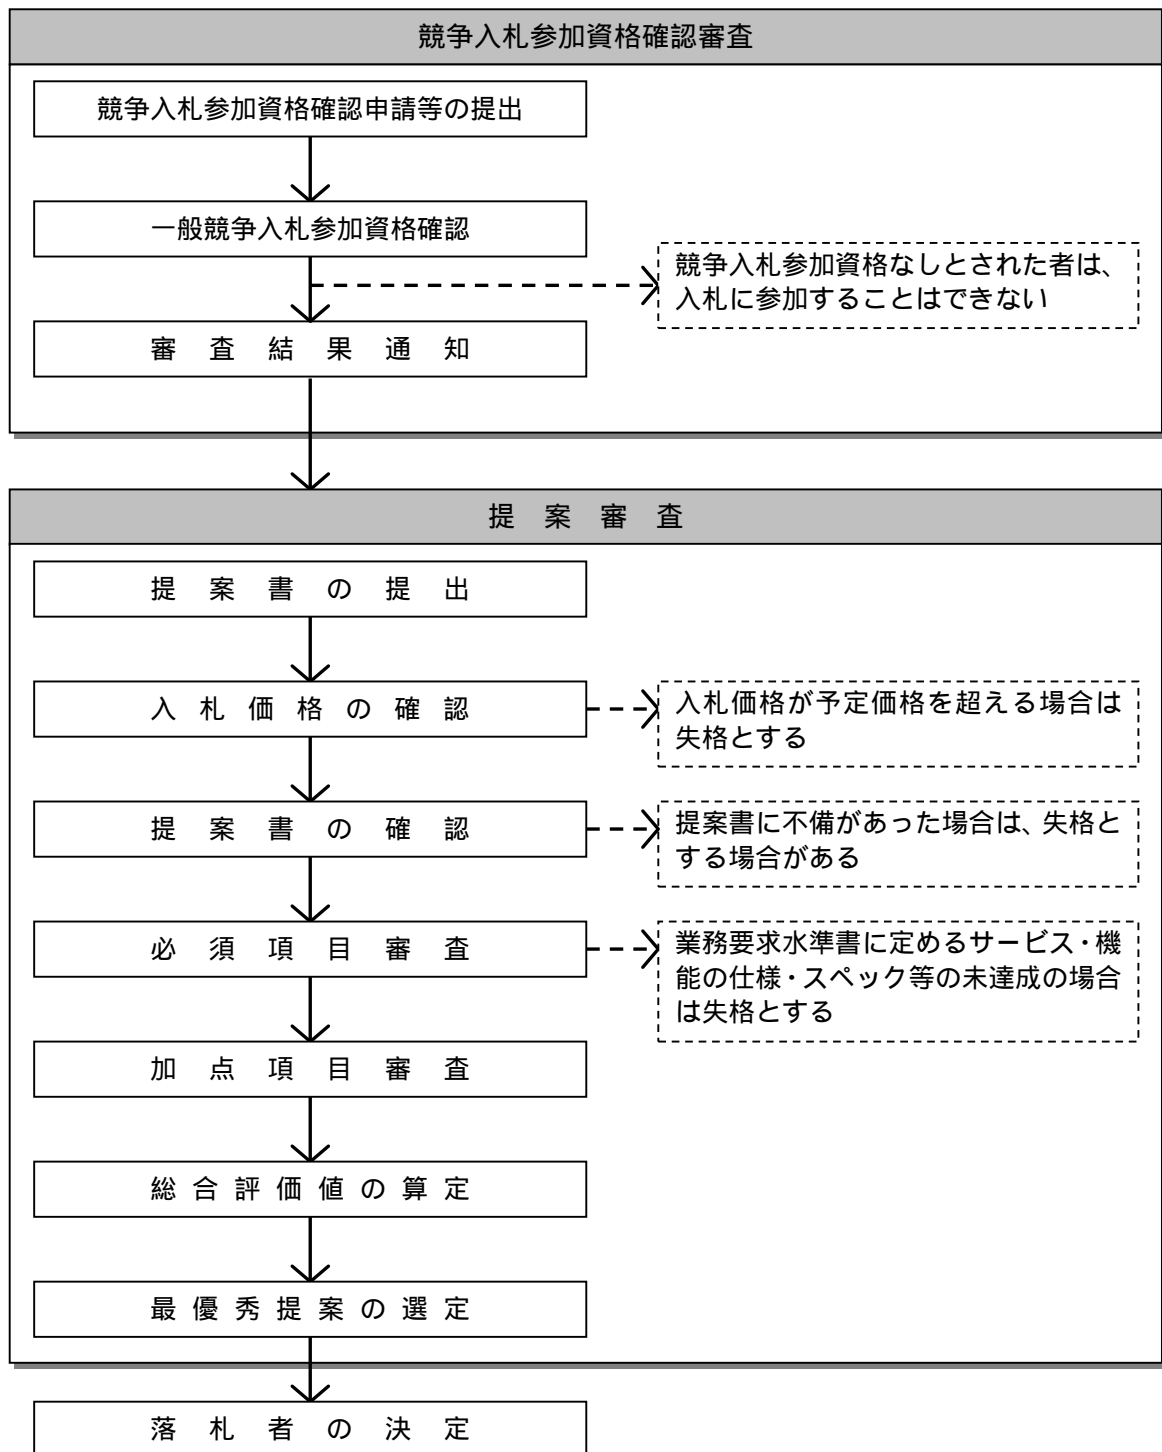 競争入札参加資格確認審査
競争入札参加資格確認申請等の提出
一般競争入札参加資格確認
競争入札参加資格なしとされた者は、
入札に参加することはできない
審査結果通知
提案審査
提案書の提出
入札価格の確認
入札価格が予定価格を超える場合は
失格とする
提案書の確認
提案書に不備があった場合は、失格と
する場合がある
必須項目審査
業務要求水準書に定めるサービス・機
能の仕様・スペック等の未達成の場合
は失格とする
加点項目審査
総合評価値の算定
最優秀提案の選定
落札者の決定